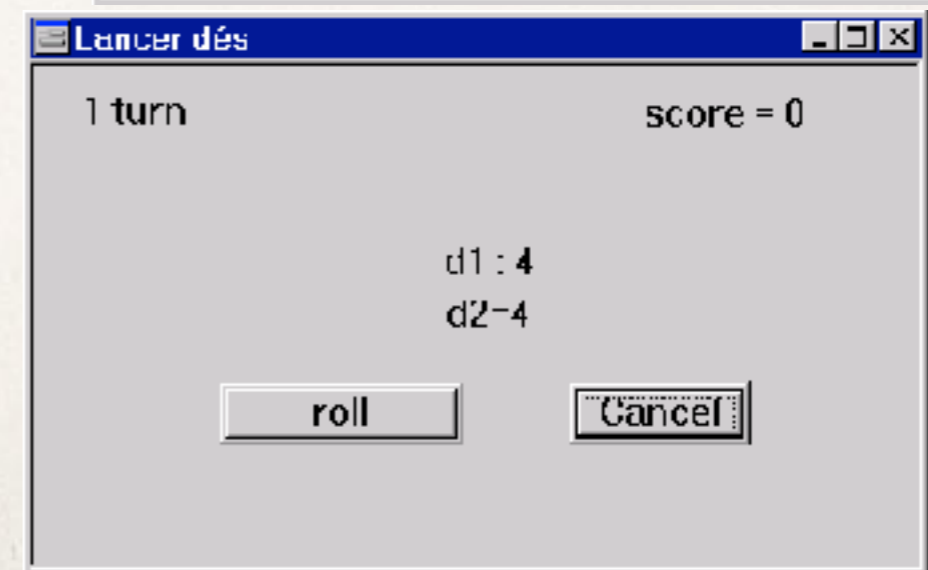 Lancer dés
1 turn score = 0
d1 : 4
d2=4
roll Cancel